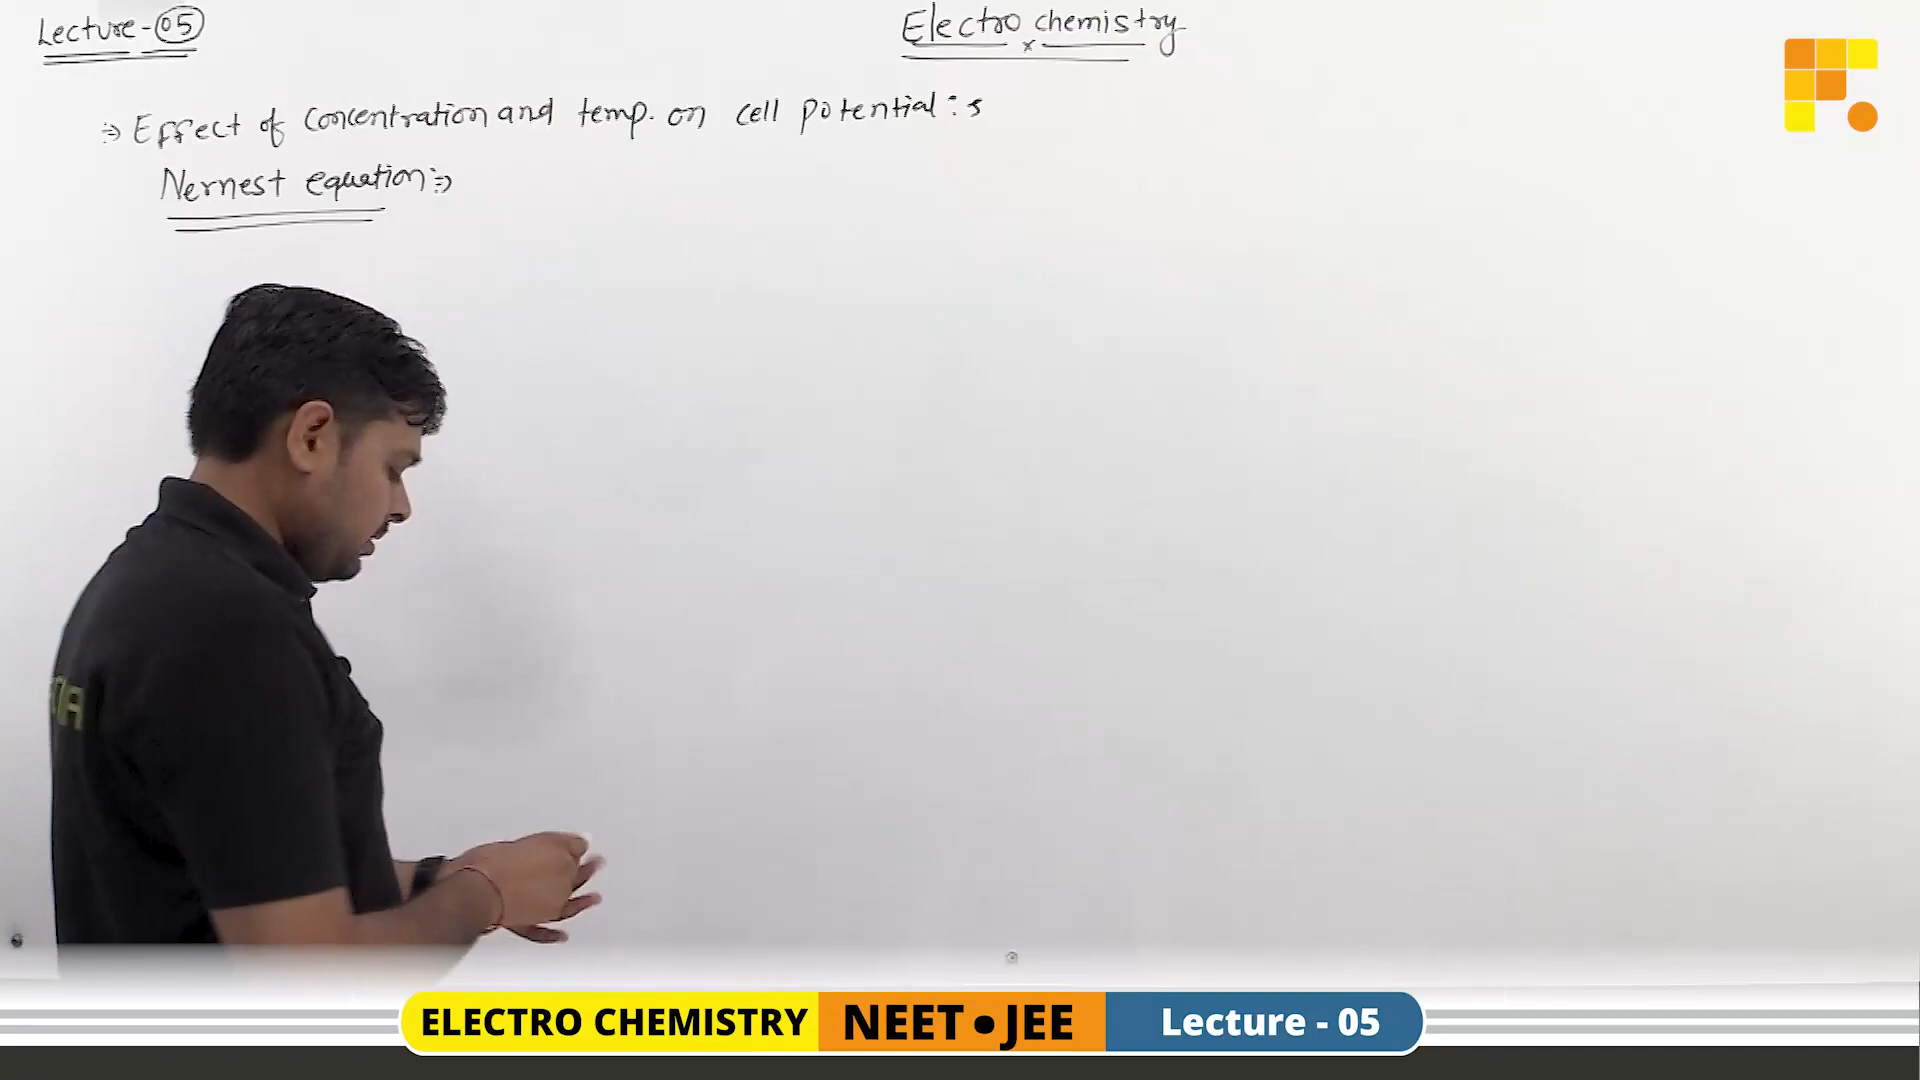 Lecture-05
Electro chemistry
⇒ Effect of concentration and temp. on cell potential :⇒
Nernest equation :⇒
ELECTRO CHEMISTRY
NEET • JEE
Lecture - 05